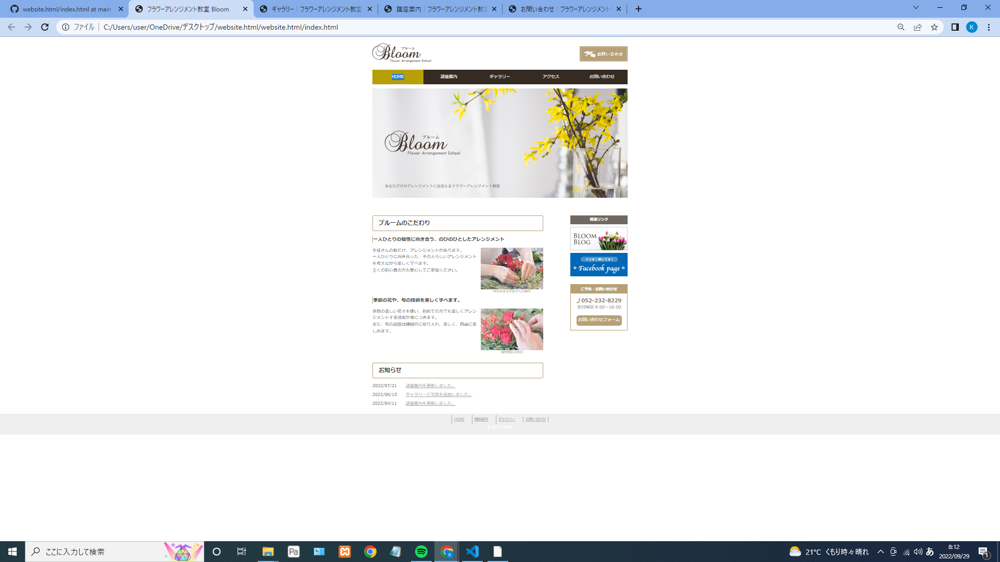 website.html/index.html at main
フラワーアレンジメント教室 Bloom
ギャラリー｜フラワーアレンジメント教室
講座案内｜フラワーアレンジメント教室
お問い合わせ｜フラワーアレンジメント
ファイル
C:/Users/user/OneDrive/デスクトップ/website.html/website.html/index.html
K
ブルーム
Bloom
Flower Arrangement School
お問い合わせ
HOME
講座案内
ギャラリー
アクセス
お問い合わせ
ブルーム
Bloom
Flower Arrangement School
あなただけのアレンジメントに出会えるフラワーアレンジメント教室
ブルームのこだわり
一人ひとりの個性に向き合う、のびのびとしたアレンジメント
生徒さんの数だけ、アレンジメントがあります。
一人ひとりに向き合った、その人らしいアレンジメント
を考えながら楽しく学べます。
全くの初心者の方も安心してご参加ください。
作品を作る生徒さんの様子
季節の花や、旬の技術を楽しく学べます。
季節の美しい花々を使い、初めての方でも美しくアレン
ジメントする技術が身につきます。
また、旬の話題は積極的に取り入れ、楽しく、自由に楽
しみます。
関連リンク
BLOOM
BLOG
イイネ！押してネ！
Facebook page
ご予約・お問い合わせ
052-232-8229
受付時間 9:00～18:00
お問い合わせフォーム
お知らせ
2022/07/21 講座案内を更新しました。
2022/06/15 ギャラリーに写真を追加しました。
2022/04/11 講座案内を更新しました。
HOME
講座案内
ギャラリー
お問い合わせ
ここに入力して検索
Pa
K
21°C くもり時々晴れ
あ
8:12
2022/09/29
1